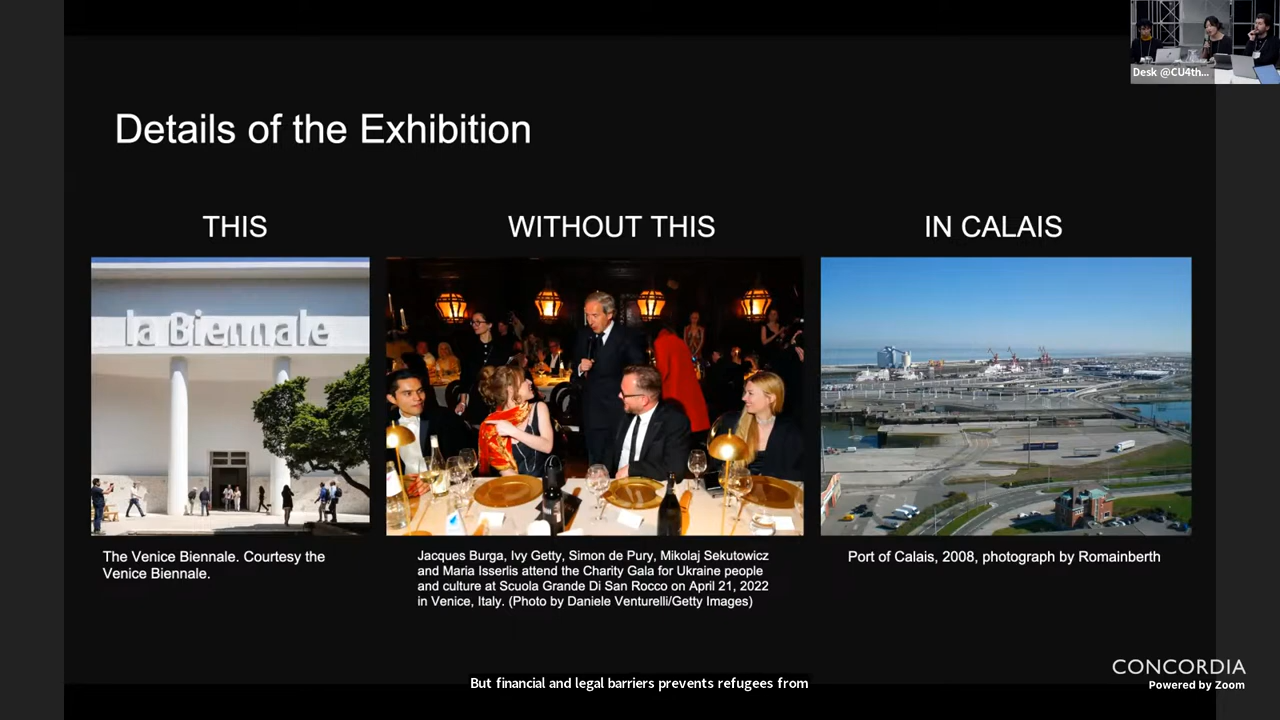 Desk @CU4th...
Details of the Exhibition
THIS
WITHOUT THIS
IN CALAIS
la Biennale
The Venice Biennale. Courtesy the
Venice Biennale.
Jacques Burga, Ivy Getty, Simon de Pury, Mikolaj Sekutowicz
and Maria Isserlis attend the Charity Gala for Ukraine people
and culture at Scuola Grande Di San Rocco on April 21, 2022
in Venice, Italy. (Photo by Daniele Venturelli/Getty Images)
Port of Calais, 2008, photograph by Romainberth
CONCORDIA
Powered by Zoom
But financial and legal barriers prevents refugees from